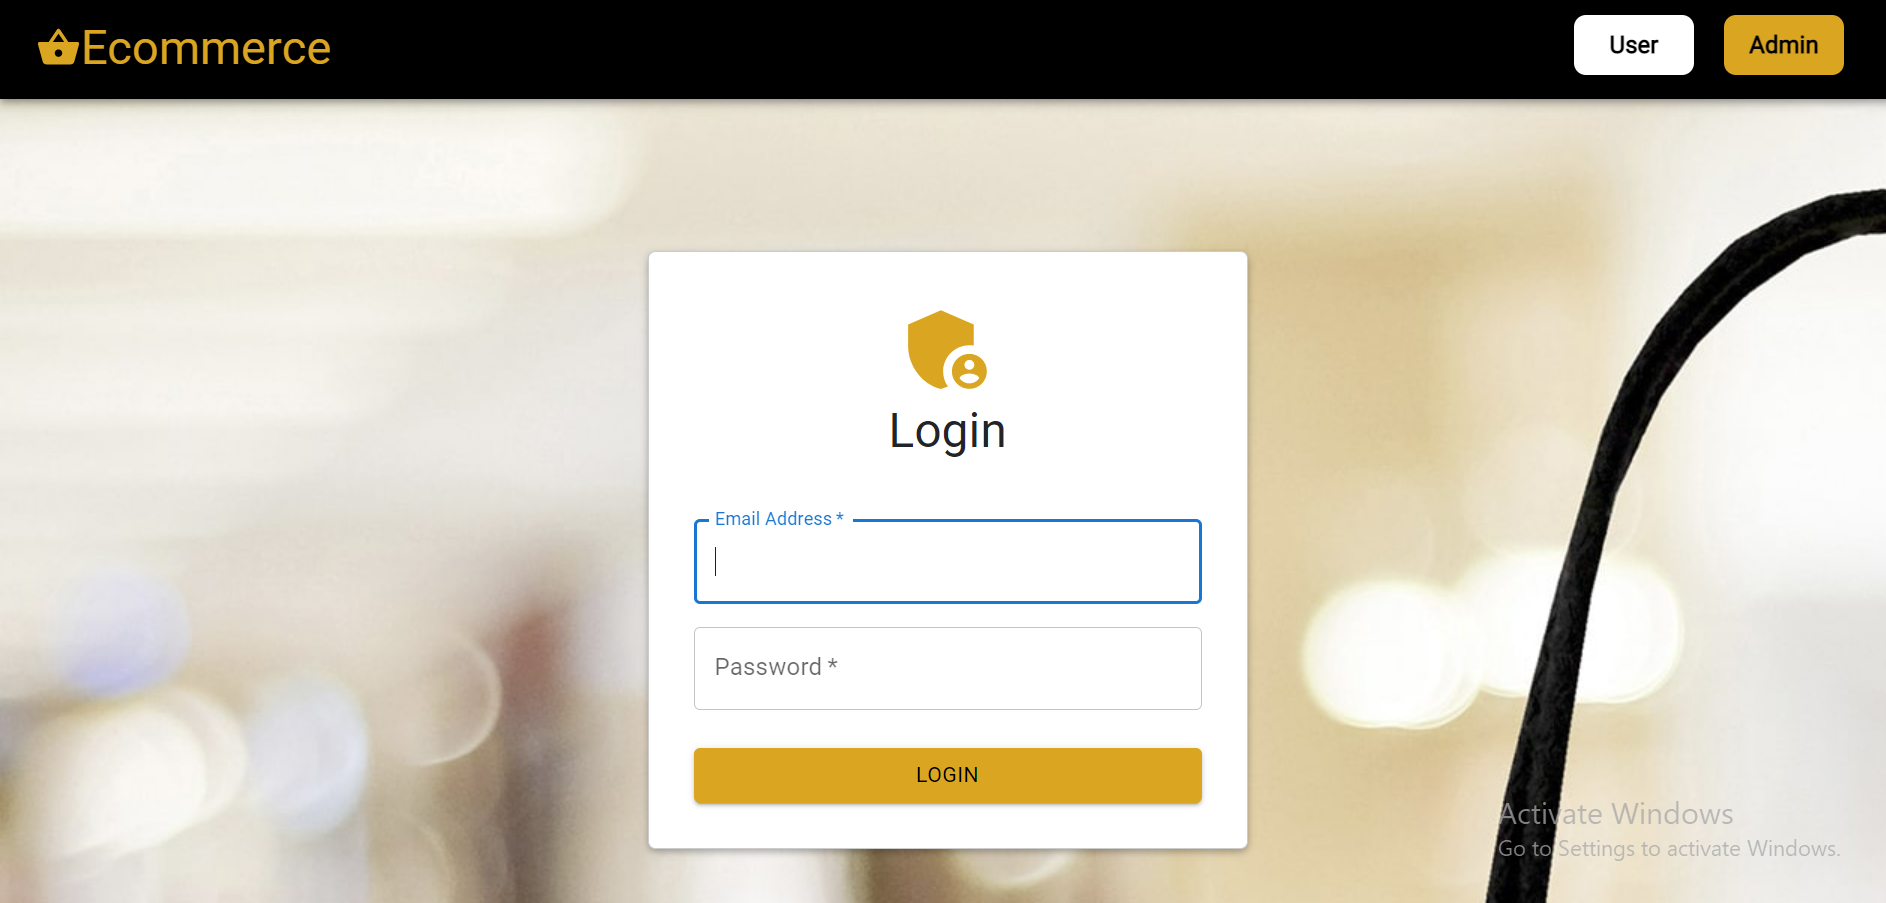 Ecommerce
User
Admin
Login
Email Address *
Password *
LOGIN
Activate Windows
Go to Settings to activate Windows.